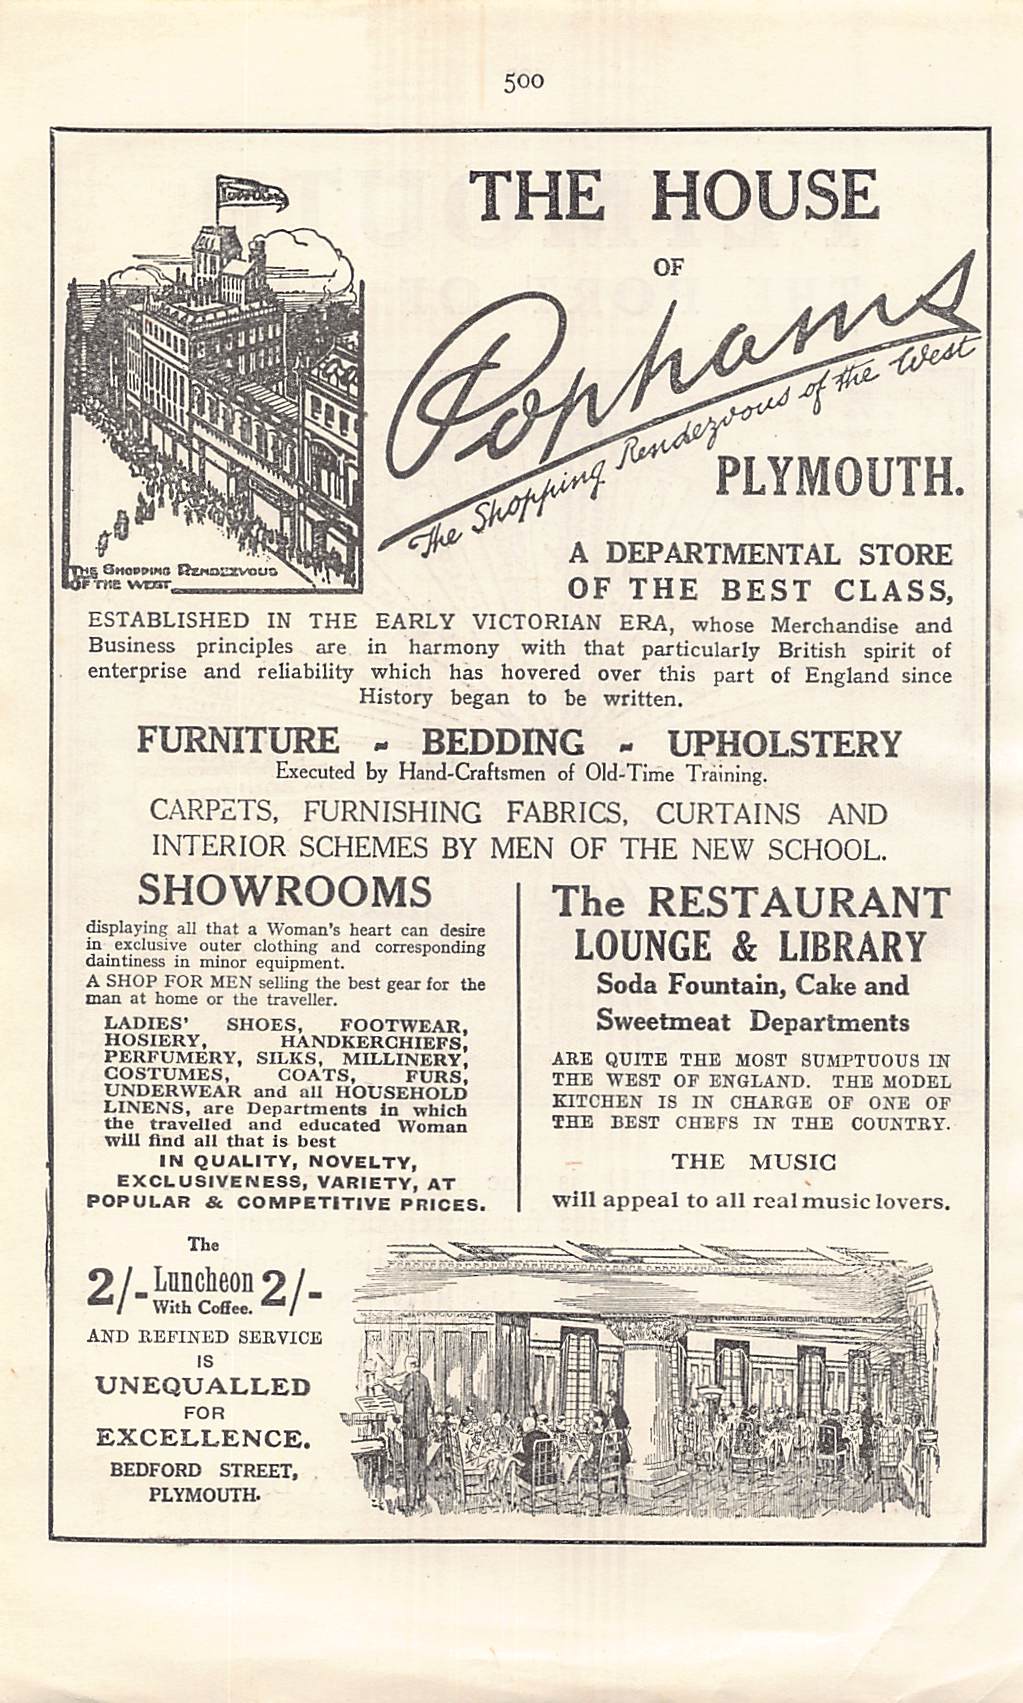 500
THE HOUSE
OF
Pophams
The Shopping Rendezvous of the West
PLYMOUTH.
Pophams
THE SHOPPING RENDEZVOUS
OF THE WEST
A DEPARTMENTAL STORE
OF THE BEST CLASS,
ESTABLISHED IN THE EARLY VICTORIAN ERA, whose Merchandise and
Business principles are in harmony with that particularly British spirit of
enterprise and reliability which has hovered over this part of England since
History began to be written.
FURNITURE - BEDDING - UPHOLSTERY
Executed by Hand-Craftsmen of Old-Time Training.
CARPETS, FURNISHING FABRICS, CURTAINS AND
INTERIOR SCHEMES BY MEN OF THE NEW SCHOOL.
SHOWROOMS
displaying all that a Woman's heart can desire
in exclusive outer clothing and corresponding
daintiness in minor equipment.
A SHOP FOR MEN selling the best gear for the
man at home or the traveller.
LADIES' SHOES, FOOTWEAR,
HOSIERY, HANDKERCHIEFS,
PERFUMERY, SILKS, MILLINERY,
COSTUMES, COATS, FURS,
UNDERWEAR and all HOUSEHOLD
LINENS, are Departments in which
the travelled and educated Woman
will find all that is best
IN QUALITY, NOVELTY,
EXCLUSIVENESS, VARIETY, AT
POPULAR & COMPETITIVE PRICES.
The RESTAURANT
LOUNGE & LIBRARY
Soda Fountain, Cake and
Sweetmeat Departments
ARE QUITE THE MOST SUMPTUOUS IN
THE WEST OF ENGLAND. THE MODEL
KITCHEN IS IN CHARGE OF ONE OF
THE BEST CHEFS IN THE COUNTRY.
THE MUSIC
will appeal to all real music lovers.
The
2/- Luncheon 2/-
With Coffee.
AND REFINED SERVICE
IS
UNEQUALLED
FOR
EXCELLENCE.
BEDFORD STREET,
PLYMOUTH.